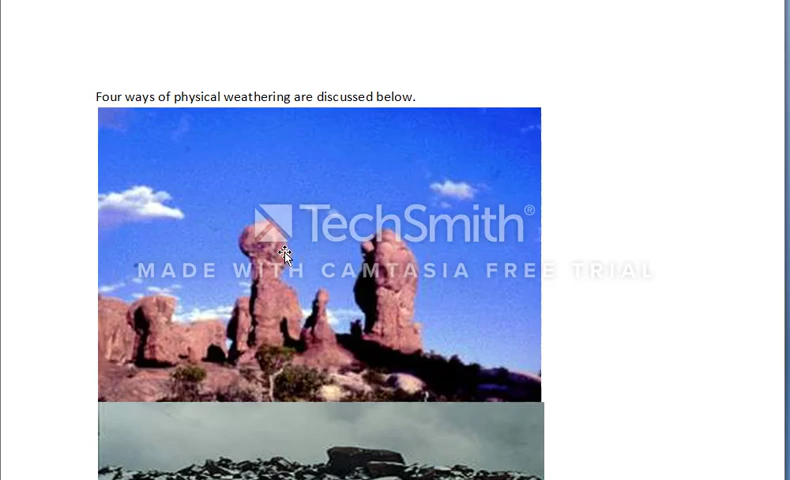 Four ways of physical weathering are discussed below.
TechSmith®
MADE WITH CAMTASIA FREE TRIAL